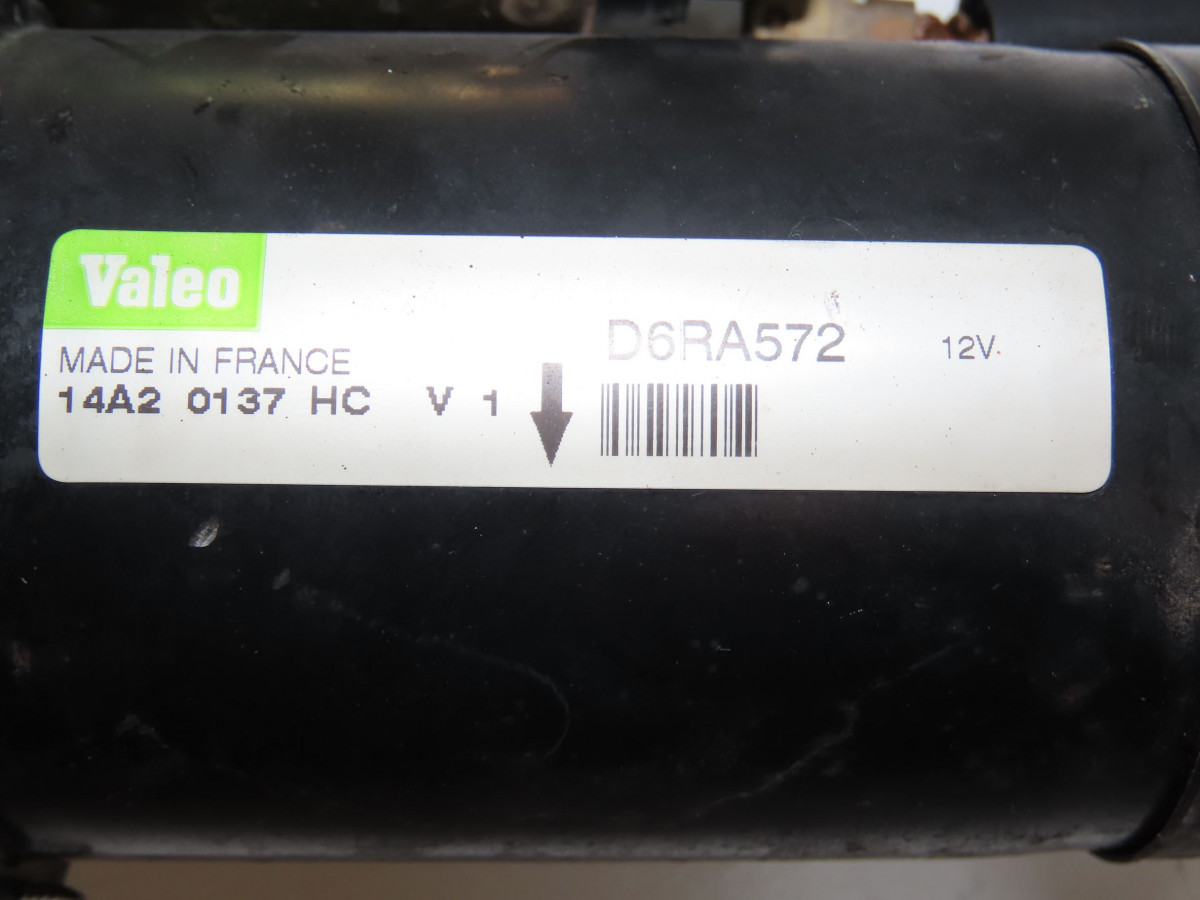 Valeo
MADE IN FRANCE
14A2 0137 HC V 1
D6RA572
12V